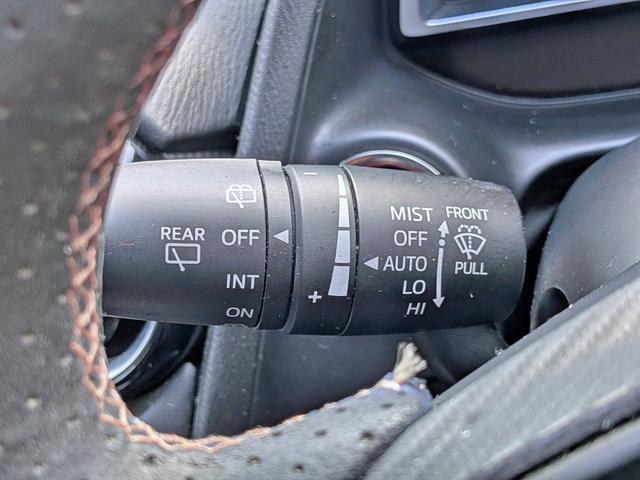 REAR
OFF
INT
ON
-
+
MIST
OFF
AUTO
LO
HI
FRONT
PULL